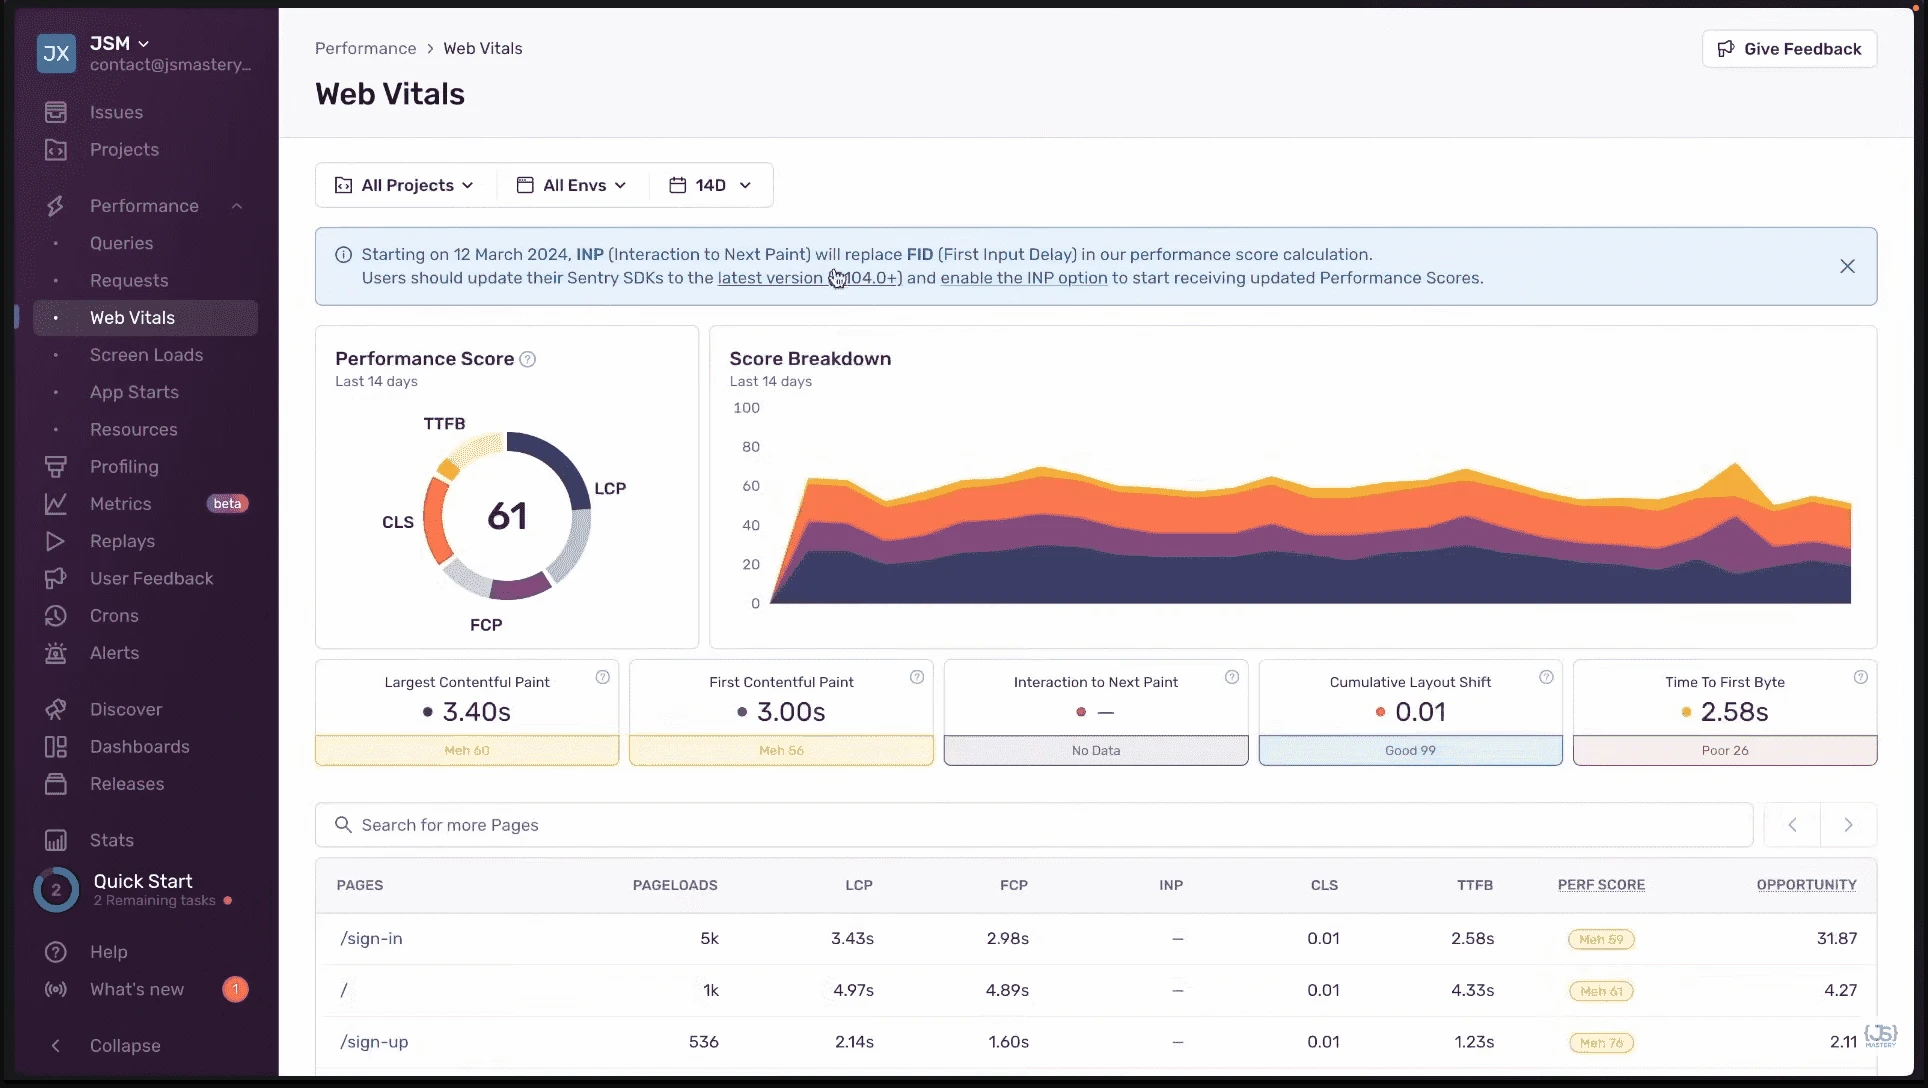 JX
JSM
contact@jsmastery...
Issues
Projects
Performance
Queries
Requests
Web Vitals
Screen Loads
App Starts
Resources
Profiling
Metrics
beta
Replays
User Feedback
Crons
Alerts
Discover
Dashboards
Releases
Stats
2
Quick Start
2 Remaining tasks
Help
What's new
1
Collapse
Performance > Web Vitals
Give Feedback
Web Vitals
All Projects All Envs 14D
Starting on 12 March 2024, INP (Interaction to Next Paint) will replace FID (First Input Delay) in our performance score calculation.
Users should update their Sentry SDKs to the latest version 104.0+) and enable the INP option to start receiving updated Performance Scores.
Performance Score
Last 14 days
TTFB
LCP
CLS
61
FCP
Score Breakdown
Last 14 days
100
80
60
40
20
0
Largest Contentful Paint
3.40s
Meh 60
First Contentful Paint
3.00s
Meh 56
Interaction to Next Paint
—
No Data
Cumulative Layout Shift
0.01
Good 99
Time To First Byte
2.58s
Poor 26
Search for more Pages
PAGES PAGELOADS LCP FCP INP CLS TTFB PERF SCORE OPPORTUNITY
/sign-in 5k 3.43s 2.98s — 0.01 2.58s Meh 59 31.87
/ 1k 4.97s 4.89s — 0.01 4.33s Meh 61 4.27
/sign-up 536 2.14s 1.60s — 0.01 1.23s Meh 76 2.11
{JS}
MASTERY